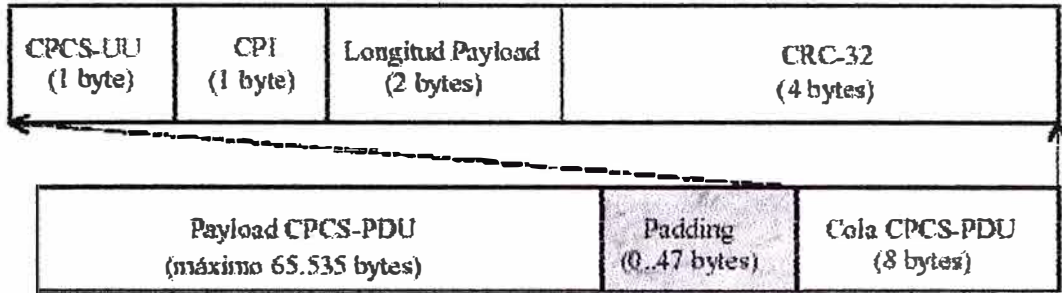 CPCS-UU
(1 byte)
CPI
(1 byte)
Longitud Payload
(2 bytes)
CRC-32
(4 bytes)
Payload CPCS-PDU
(máximo 65.535 bytes)
Padding
(0..47 bytes)
Cola CPCS-PDU
(8 bytes)